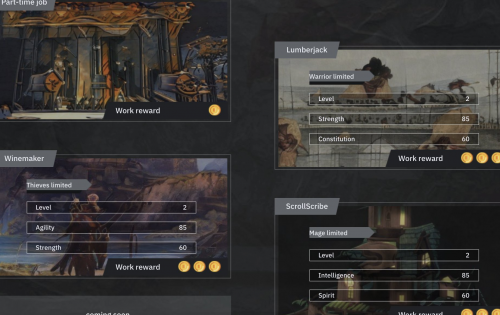 Part-time job
Work reward
Lumberjack
Warrior limited
Level 2
Strength 85
Constitution 60
Work reward
Winemaker
Thieves limited
Level 2
Agility 85
Strength 60
Work reward
ScrollScribe
Mage limited
Level 2
Intelligence 85
Spirit 60
Work reward
coming soon